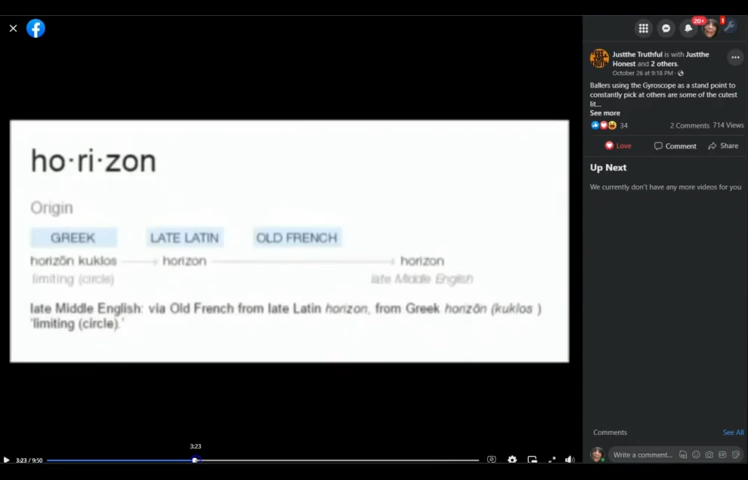 20+
1
Justthe Truthful is with Justthe
Honest and 2 others.
October 26 at 9:18 PM
Ballers using the Gyroscope as a stand point to
constantly pick at others are some of the cutest
lit...
See more
34
2 Comments 714 Views
Love Comment Share
Up Next
We currently don't have any more videos for you
ho·ri·zon
Origin
GREEK LATE LATIN OLD FRENCH
horizōn kuklos horizon horizon
limiting (circle) late Middle English
late Middle English: via Old French from late Latin horizon, from Greek horizōn (kuklos )
'limiting (circle).'
3:23
3:23 / 9:50
Comments See All
Write a comment...